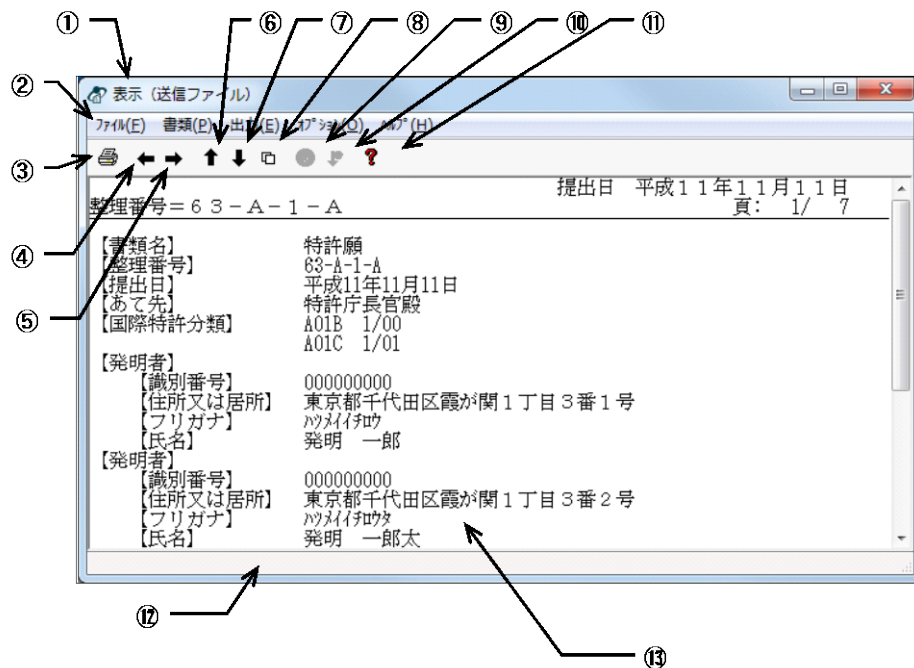 ① ⑥ ⑦ ⑧ ⑨ ⑩ ⑪
②
表示（送信ファイル）
ﾌｧｲﾙ(F) 書類(P) 出力(E) ｵﾌﾟｼｮﾝ(O) ﾍﾙﾌﾟ(H)
③
?
提出日 平成１１年１１月１１日
整理番号＝６３－Ａ－１－Ａ 頁： 1/ 7
④
⑤
【書類名】 特許願
【整理番号】 63-A-1-A
【提出日】 平成11年11月11日
【あて先】 特許庁長官殿
【国際特許分類】 A01B 1/00
A01C 1/01
【発明者】
【識別番号】 000000000
【住所又は居所】 東京都千代田区霞が関１丁目３番１号
【フリガナ】 ﾊﾂﾒｲｲﾁﾛｳ
【氏名】 発明 一郎
【発明者】
【識別番号】 000000000
【住所又は居所】 東京都千代田区霞が関１丁目３番２号
【フリガナ】 ﾊﾂﾒｲｲﾁﾛｳﾀ
【氏名】 発明 一郎太
⑫
⑬